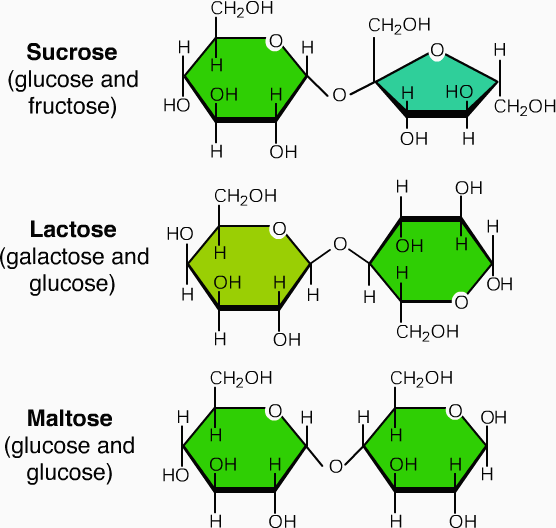 CH₂OH
CH₂OH
H O H O H
Sucrose
(glucose and
fructose)
H
HO OH H O H HO CH₂OH
H OH OH H
CH₂OH H OH
Lactose
(galactose and
glucose)
HO O O H
H OH H
H OH H H H OH
O
H OH CH₂OH
CH₂OH CH₂OH
Maltose
(glucose and
glucose)
H O H H O OH
H H
HO OH H O OH H H
H OH H OH